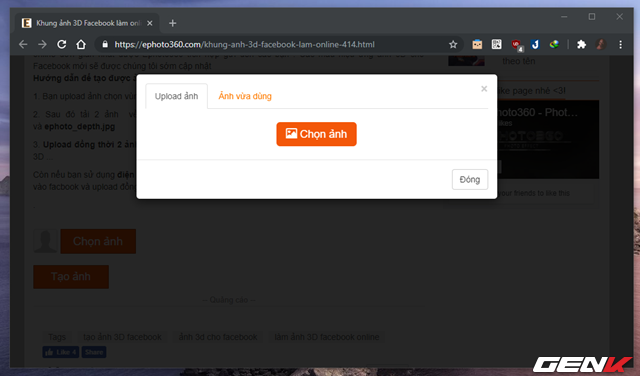 Khung ảnh 3D Facebook làm onli
https://ephoto360.com/khung-anh-3d-facebook-lam-online-414.html
Facebook mới sẽ được chúng tôi sớm cập nhật
theo lên
Hướng dẫn để tạo được ả
Upload ảnh
Ảnh vừa dùng
×
1. Bạn upload ảnh chọn vùn
like page nhé <3!
2. Sau đó tải 2 ảnh
ephoto360 - Phot...
và ephoto_depth.jpg
Chọn ảnh
3. Upload đồng thời 2 ản
3D ...
Còn nếu bạn sử dụng điện
Đóng
your friends to like this
vào facbook và upload đồn
Chọn ảnh
Tạo ảnh
-- Quảng cáo --
Tags
tạo ảnh 3D facebook
ảnh 3d cho facebook
làm ảnh 3D facebook online
Like 4
Share
GENK